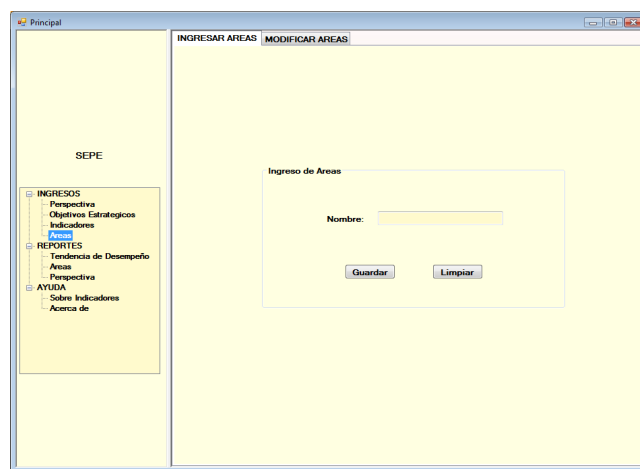 Principal
INGRESAR AREAS
MODIFICAR AREAS
SEPE
INGRESOS
Perspectiva
Objetivos Estrategicos
Indicadores
Areas
REPORTES
Tendencia de Desempeño
Areas
Perspectiva
AYUDA
Sobre Indicadores
Acerca de
Ingreso de Areas
Nombre:
Guardar
Limpiar